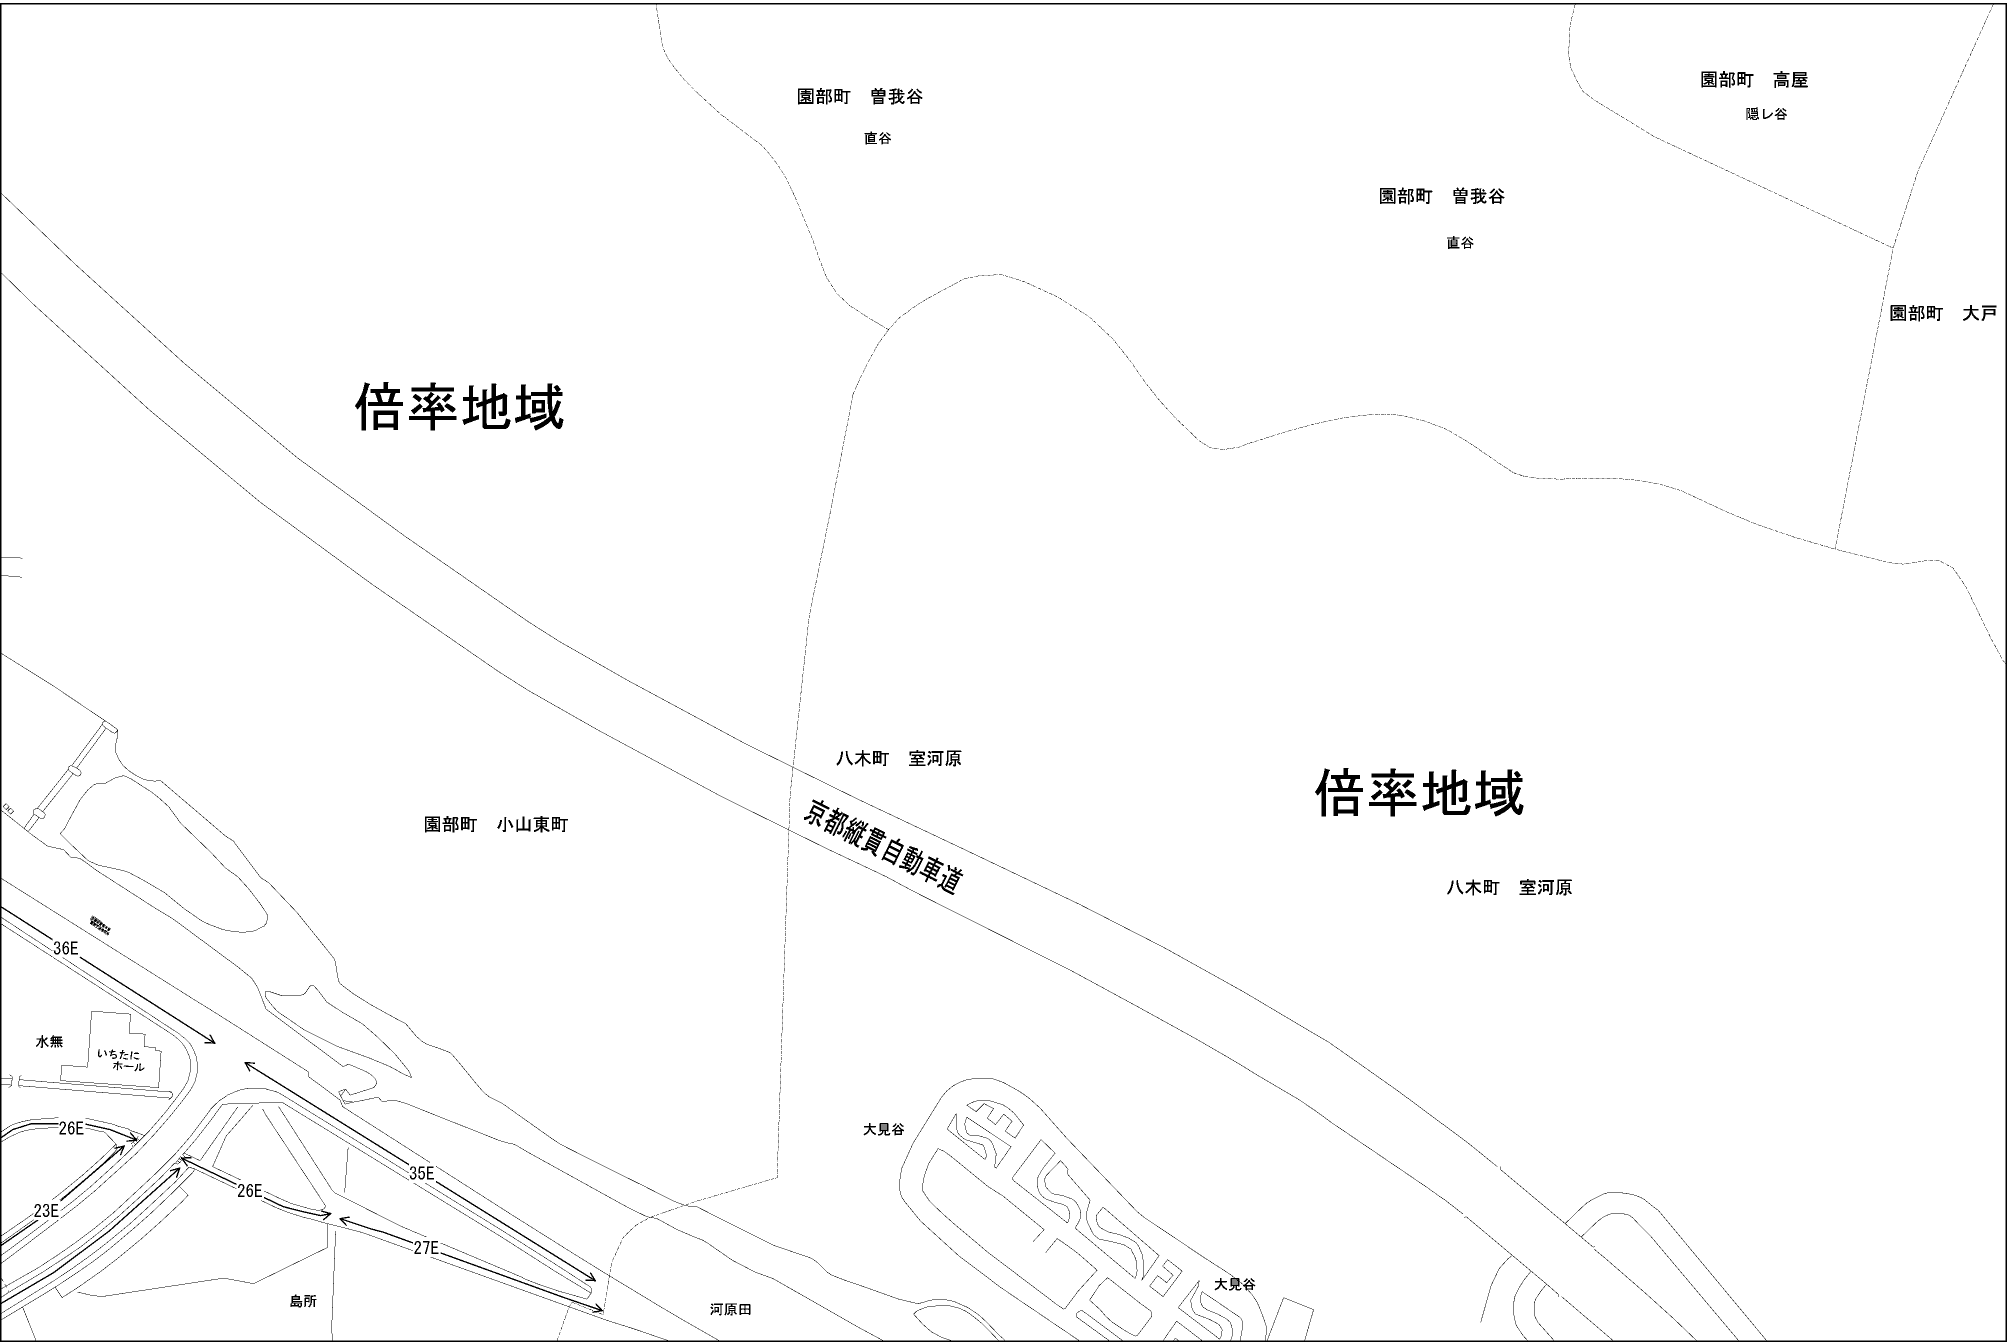 園部町　高屋
隠レ谷
園部町　曽我谷
直谷
園部町　曽我谷
直谷
園部町　大戸
倍率地域
八木町　室河原
倍率地域
京都縦貫自動車道
園部町　小山東町
八木町　室河原
36E
水無
いちたに
ホール
26E
大見谷
35E
26E
23E
27E
大見谷
島所
河原田